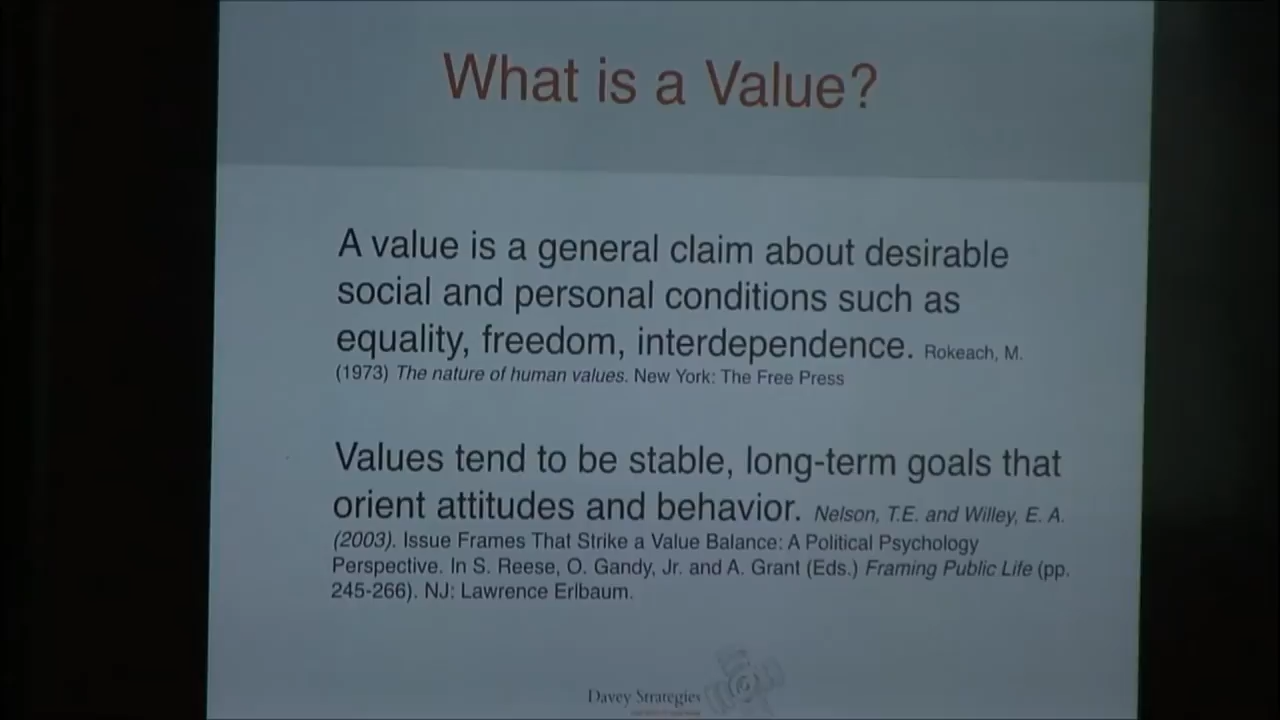 What is a Value?
A value is a general claim about desirable
social and personal conditions such as
equality, freedom, interdependence. Rokeach, M.
(1973) The nature of human values. New York: The Free Press
Values tend to be stable, long-term goals that
orient attitudes and behavior. Nelson, T.E. and Willey, E. A.
(2003). Issue Frames That Strike a Value Balance: A Political Psychology
Perspective. In S. Reese, O. Gandy, Jr. and A. Grant (Eds.) Framing Public Life (pp.
245-266). NJ: Lawrence Erlbaum.
Davey Strategies